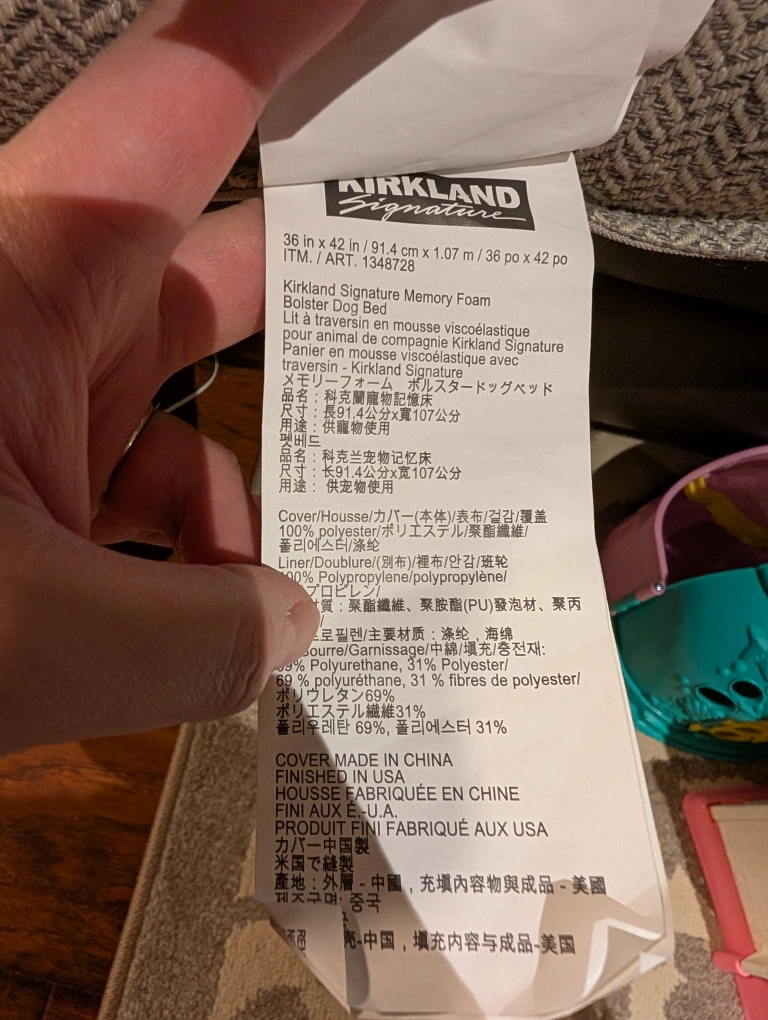 KIRKLAND
Signature
36 in x 42 in / 91.4 cm x 1.07 m / 36 po x 42 po
ITM. / ART. 1348728
Kirkland Signature Memory Foam
Bolster Dog Bed
Lit à traversin en mousse viscoélastique
pour animal de compagnie Kirkland Signature
Panier en mousse viscoélastique avec
traversin - Kirkland Signature
メモリーフォーム ボルスタードッグベッド
品名：科克蘭寵物記憶床
尺寸：長91.4公分x寬107公分
用途：供寵物使用
펫베드
品名：科克兰宠物记忆床
尺寸：长91.4公分x宽107公分
用途：供宠物使用
Cover/Housse/カバー(本体)/表布/겉감/覆蓋
100% polyester/ポリエステル/聚酯纖維/
폴리에스터/涤纶
Liner/Doublure/(別布)/裡布/안감/班轮
100% Polypropylene/polypropylène/
プロピレン/
質：聚酯纖維、聚胺酯(PU)發泡材、聚丙
/
로필렌/主要材质：涤纶，海绵
ourre/Garnissage/中綿/填充/충전재:
69% Polyurethane, 31% Polyester/
69 % polyuréthane, 31 % fibres de polyester/
ポリウレタン69%
ポリエステル繊維31%
폴리우레탄 69%, 폴리에스터 31%
COVER MADE IN CHINA
FINISHED IN USA
HOUSSE FABRIQUÉE EN CHINE
FINI AUX É.-U.A.
PRODUIT FINI FABRIQUÉ AUX USA
カバー中国製
米国で縫製
產地：外層 - 中國，充填內容物與成品 - 美國
제조국명: 중국
壳-中国，填充内容与成品-美国